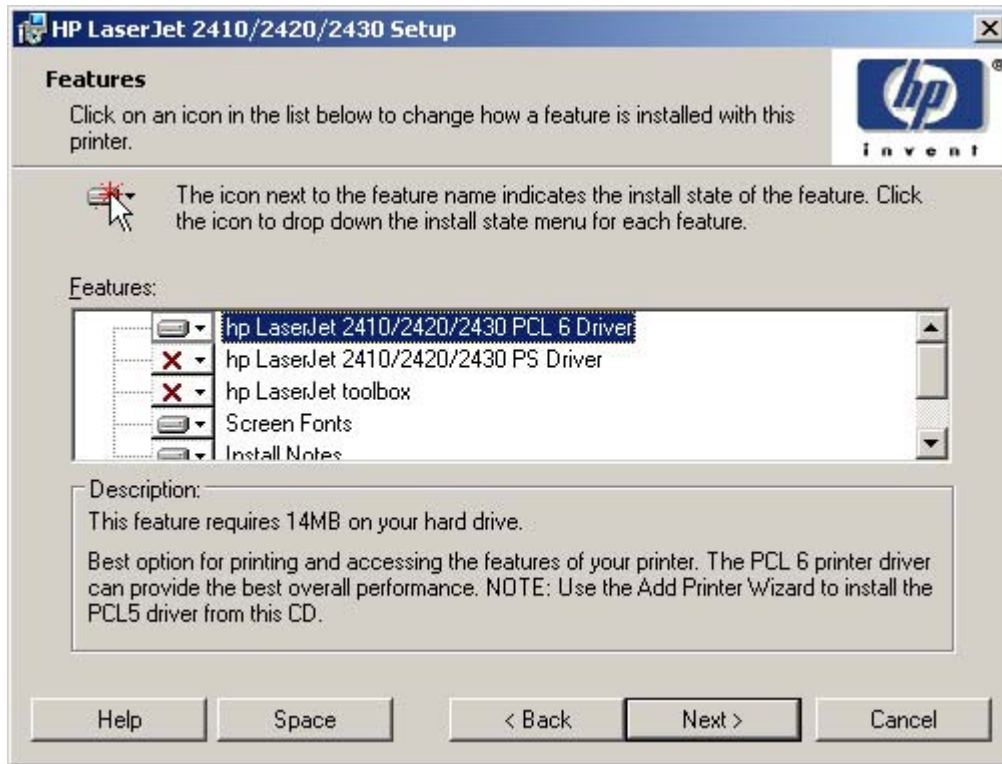 HP LaserJet 2410/2420/2430 Setup
Features
Click on an icon in the list below to change how a feature is installed with this
printer.
hp
®
invent
The icon next to the feature name indicates the install state of the feature. Click
the icon to drop down the install state menu for each feature.
Features:
hp LaserJet 2410/2420/2430 PCL 6 Driver
hp LaserJet 2410/2420/2430 PS Driver
hp LaserJet toolbox
Screen Fonts
Install Notes
Description:
This feature requires 14MB on your hard drive.
Best option for printing and accessing the features of your printer. The PCL 6 printer driver
can provide the best overall performance. NOTE: Use the Add Printer Wizard to install the
PCL5 driver from this CD.
Help
Space
< Back
Next >
Cancel